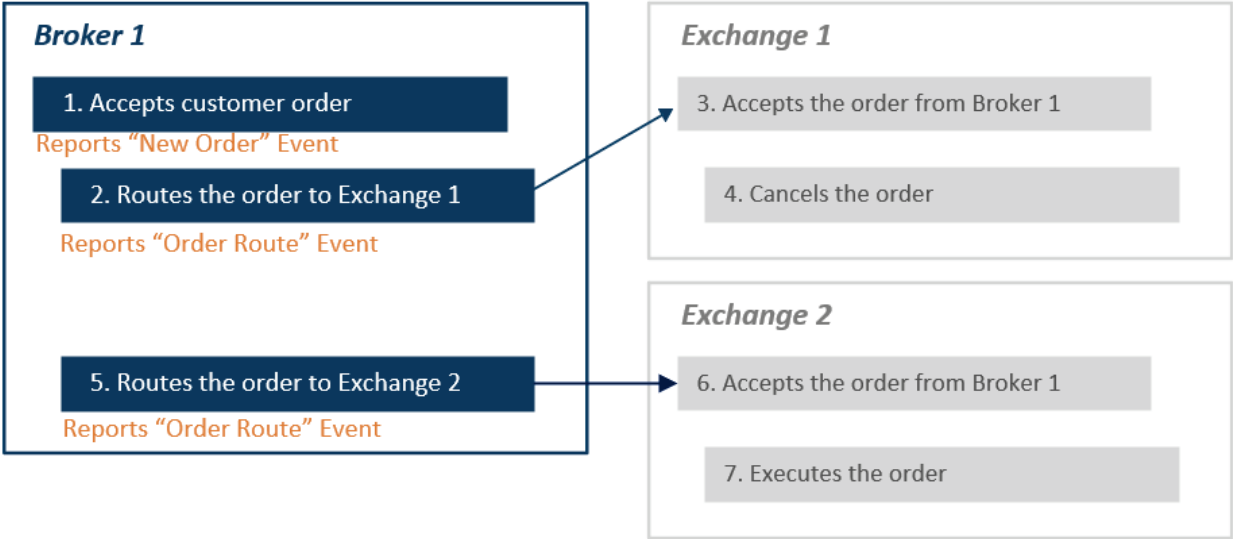 Broker 1
1. Accepts customer order
Reports “New Order” Event
2. Routes the order to Exchange 1
Reports “Order Route” Event
5. Routes the order to Exchange 2
Reports “Order Route” Event
Exchange 1
3. Accepts the order from Broker 1
4. Cancels the order
Exchange 2
6. Accepts the order from Broker 1
7. Executes the order